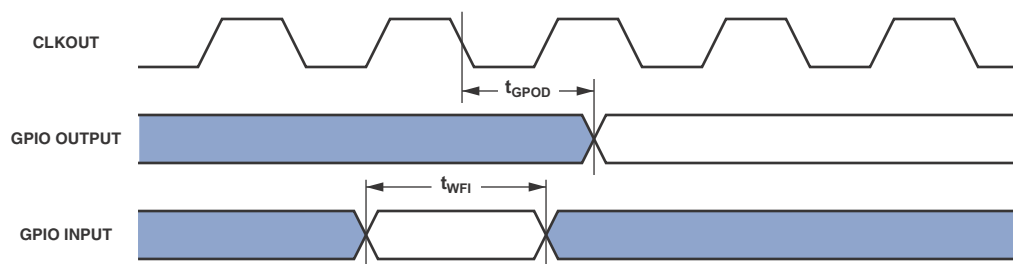 CLKOUT
tGPOD
GPIO OUTPUT
tWFI
GPIO INPUT